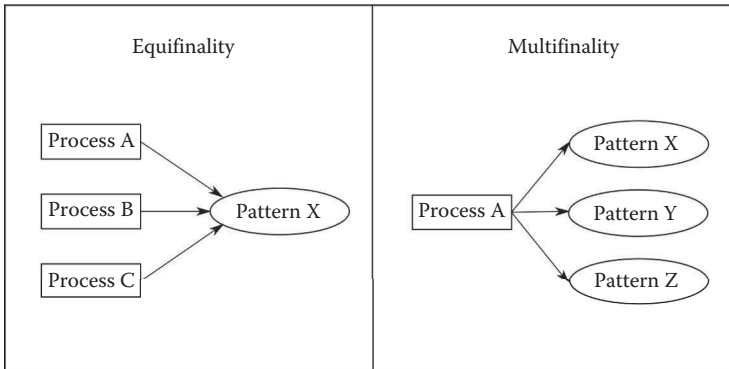 Equifinality
Process A
Process B
Pattern X
Process C
Multifinality
Pattern X
Process A
Pattern Y
Pattern Z